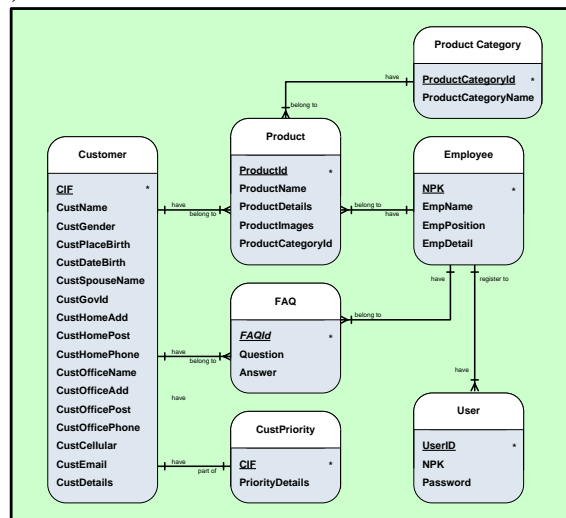 Product Category
ProductCategoryId *
ProductCategoryName
have
belong to
Product
ProductId *
ProductName
ProductDetails
ProductImages
ProductCategoryId
Employee
NPK *
EmpName
EmpPosition
EmpDetail
Customer
CIF *
CustName
CustGender
CustPlaceBirth
CustDateBirth
CustSpouseName
CustGovId
CustHomeAdd
CustHomePost
CustHomePhone
CustOfficeName
CustOfficeAdd
CustOfficePost
CustOfficePhone
CustCellular
CustEmail
CustDetails
have
belong to
belong to
have
have
register to
FAQ
FAQId *
Question
Answer
belong to
have
belong to
have
have
User
UserID *
NPK
Password
CustPriority
CIF *
PriorityDetails
have
part of